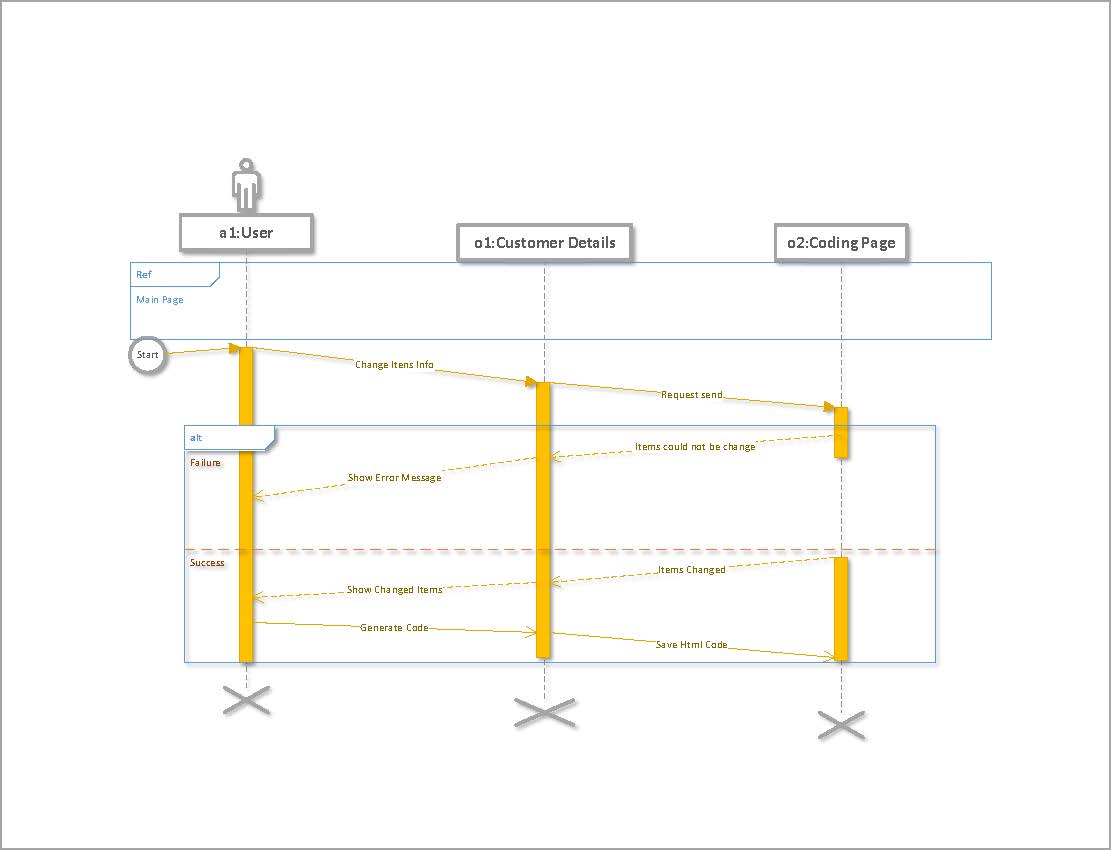 a1:User
o1:Customer Details
o2:Coding Page
Ref
Main Page
Start
Change Itens Info
Request send
alt
Items could not be change
Failure
Show Error Message
Success
Items Changed
Show Changed Items
Generate Code
Save Html Code